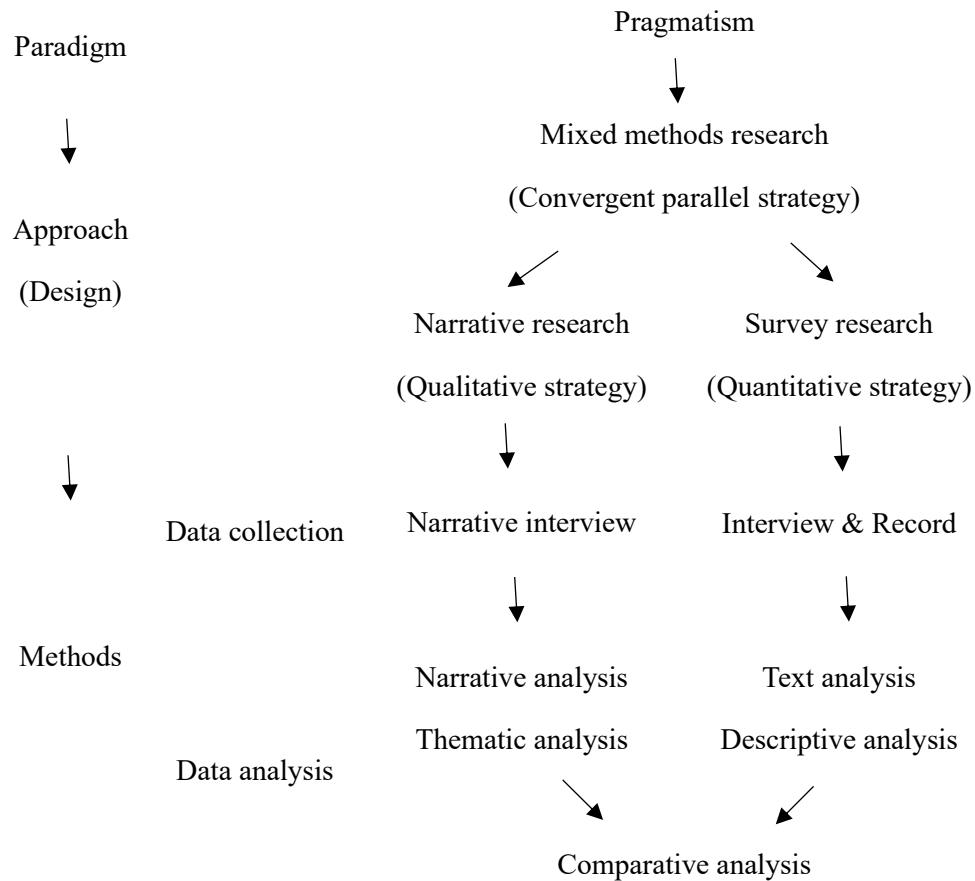 Pragmatism
Paradigm
Mixed methods research
(Convergent parallel strategy)
Approach
(Design)
Narrative research
Survey research
(Qualitative strategy)
(Quantitative strategy)
Data collection
Narrative interview
Interview & Record
Methods
Narrative analysis
Text analysis
Thematic analysis
Descriptive analysis
Data analysis
Comparative analysis